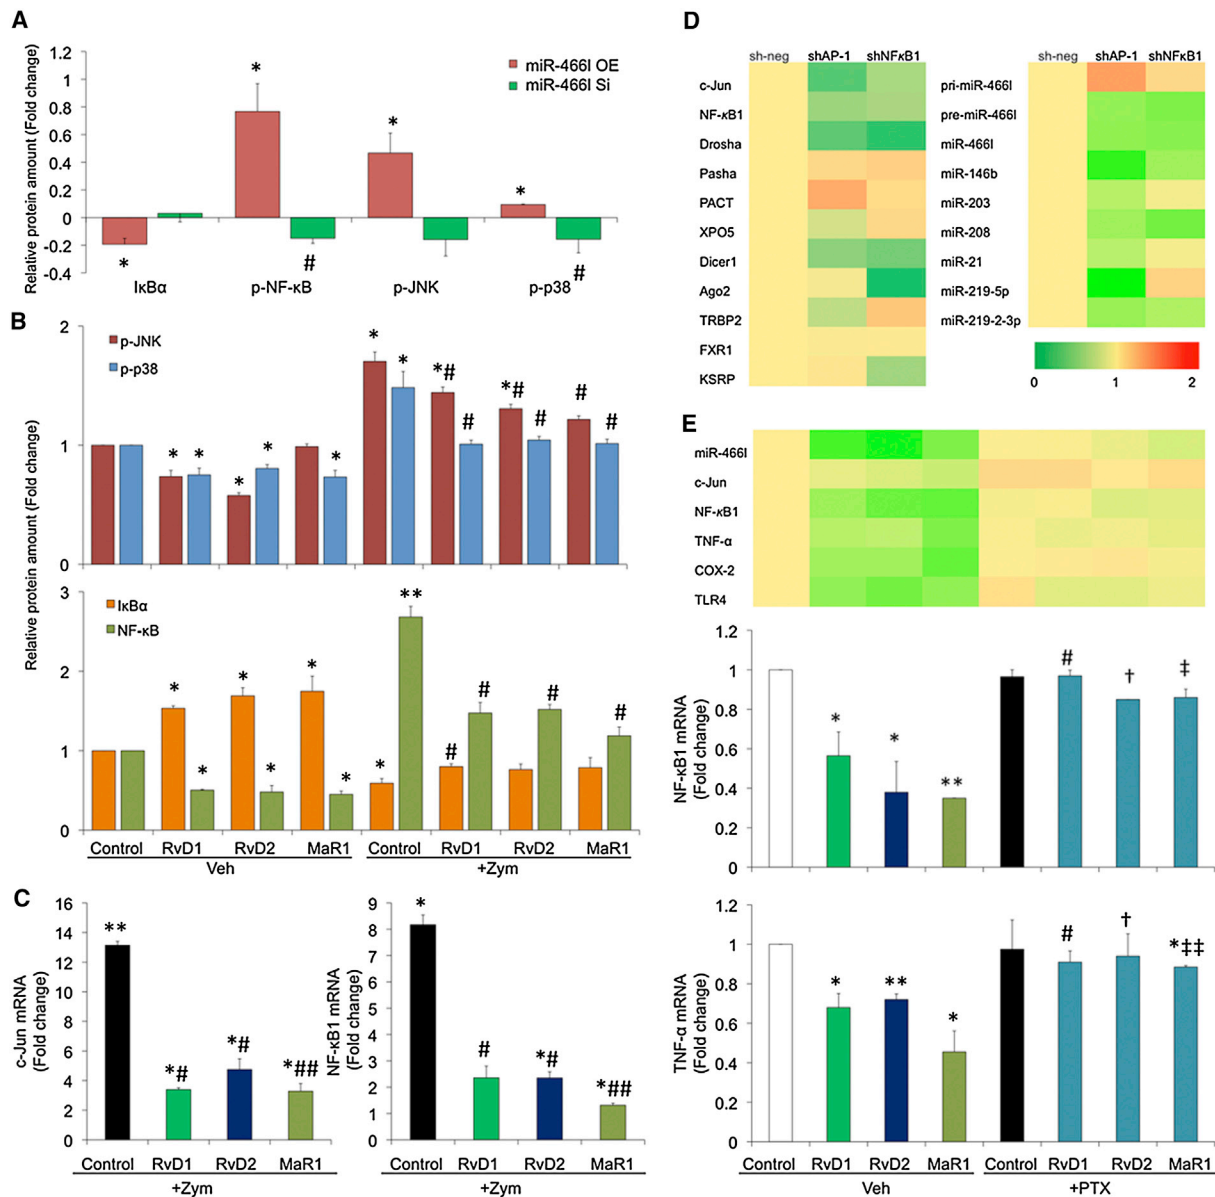 A
Relative protein amount (Fold change)
1.2
1
0.8
0.6
0.4
0.2
0
-0.2
-0.4
miR-466l OE
miR-466l Si
*
*
*
*
#
#
IκBα
p-NF-κB
p-JNK
p-p38
B
Relative protein amount (Fold change)
2
1
0
p-JNK
p-p38
* * * * *
* * *# # *# # # #
3
2
1
0
IκBα
NF-κB
* * * * * *
* ** # # # #
Control RvD1 RvD2 MaR1 Control RvD1 RvD2 MaR1
Veh
+Zym
C
c-Jun mRNA
(Fold change)
16
14
12
10
8
6
4
2
0
** *# *# *##
Control RvD1 RvD2 MaR1
+Zym
NF-κB1 mRNA
(Fold change)
9
8
7
6
5
4
3
2
1
0
* # *# *##
Control RvD1 RvD2 MaR1
+Zym
D
sh-neg shAP-1 shNFκB1
c-Jun
NF-κB1
Drosha
Pasha
PACT
XPO5
Dicer1
Ago2
TRBP2
FXR1
KSRP
sh-neg shAP-1 shNFκB1
pri-miR-466l
pre-miR-466l
miR-466l
miR-146b
miR-203
miR-208
miR-21
miR-219-5p
miR-219-2-3p
0 1 2
E
miR-466l
c-Jun
NF-κB1
TNF-α
COX-2
TLR4
NF-κB1 mRNA
(Fold change)
1.2
1
0.8
0.6
0.4
0.2
0
* * ** # † ‡
TNF-α mRNA
(Fold change)
1.2
1
0.8
0.6
0.4
0.2
0
* ** * # † *‡‡
Control RvD1 RvD2 MaR1 Control RvD1 RvD2 MaR1
Veh
+PTX